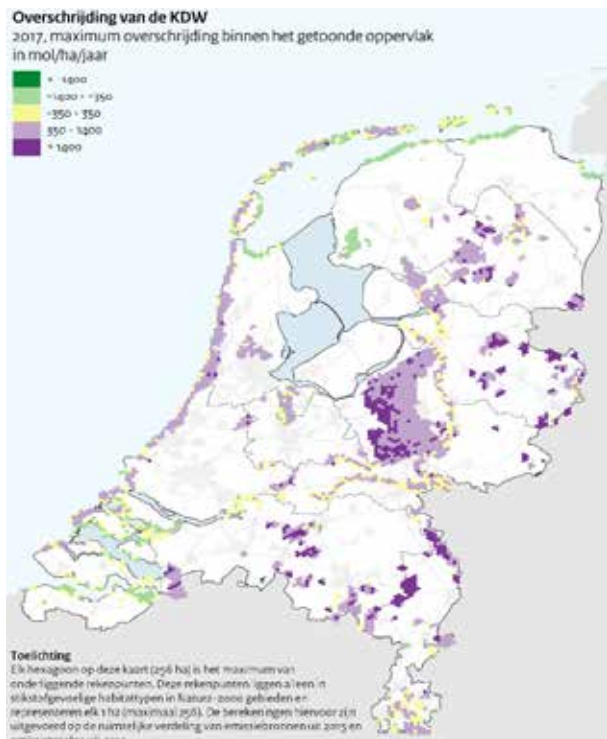 Overschrijding van de KDW
2017, maximum overschrijding binnen het getoonde oppervlak
in mol/ha/jaar
-1400 - -350
-350 - 350
350 - 1400
> 1400
Toelichting
Elk hexagoon op deze kaart (256 ha) is het maximum van
onderliggende rekenpunten. Deze rekenpunten liggen alleen in
stikstofgevoelige habitattypen in Natura-2000 gebieden en
representeren elk 1 ha (maximaal 256). De berekeningen hiervoor zijn
uitgevoerd op de ruimtelijke verdeling van emissiebronnen uit 2015 en